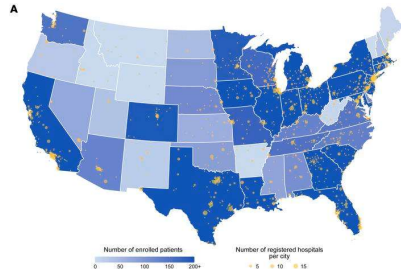 A
Number of enrolled patients
0 50 100 150 200+
Number of registered hospitals
per city
5 10 15